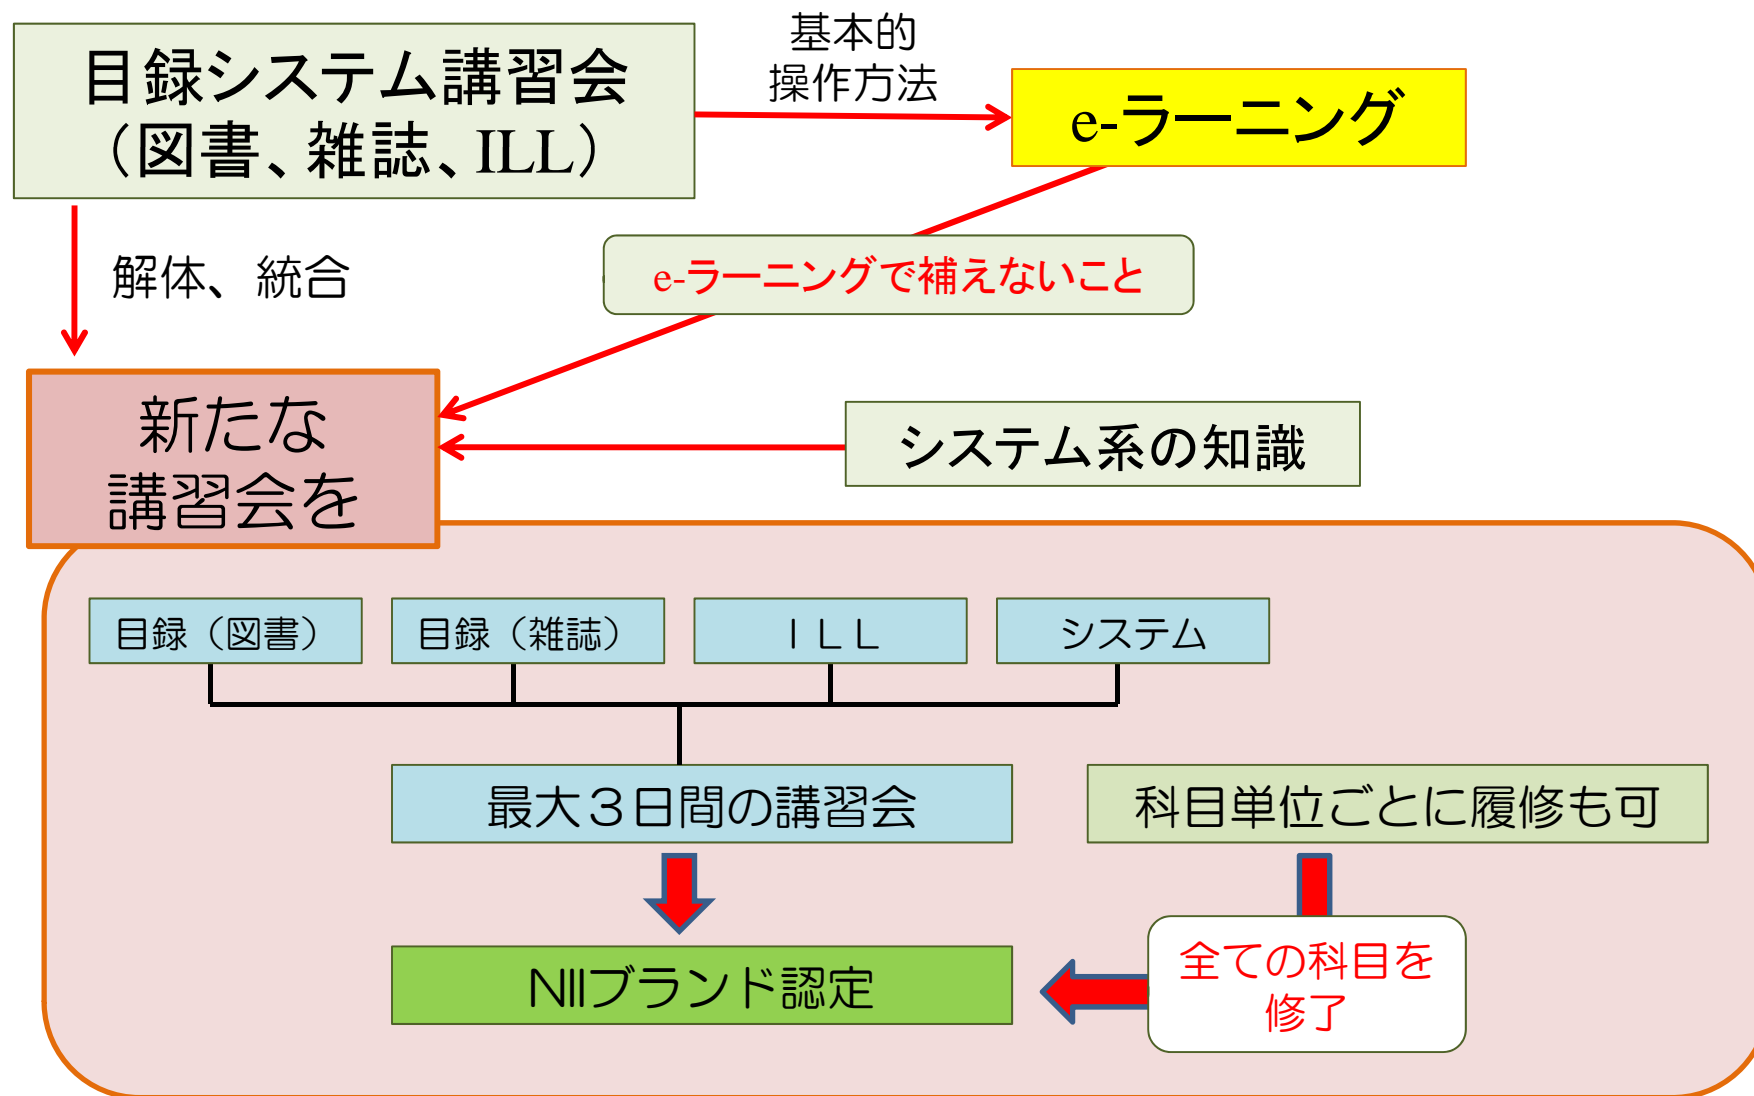 目録システム講習会
（図書、雑誌、ILL）
基本的
操作方法
e-ラーニング
解体、統合
e-ラーニングで補えないこと
新たな
講習会を
システム系の知識
目録（図書）
目録（雑誌）
ＩＬＬ
システム
最大３日間の講習会
科目単位ごとに履修も可
NIIブランド認定
全ての科目を
修了